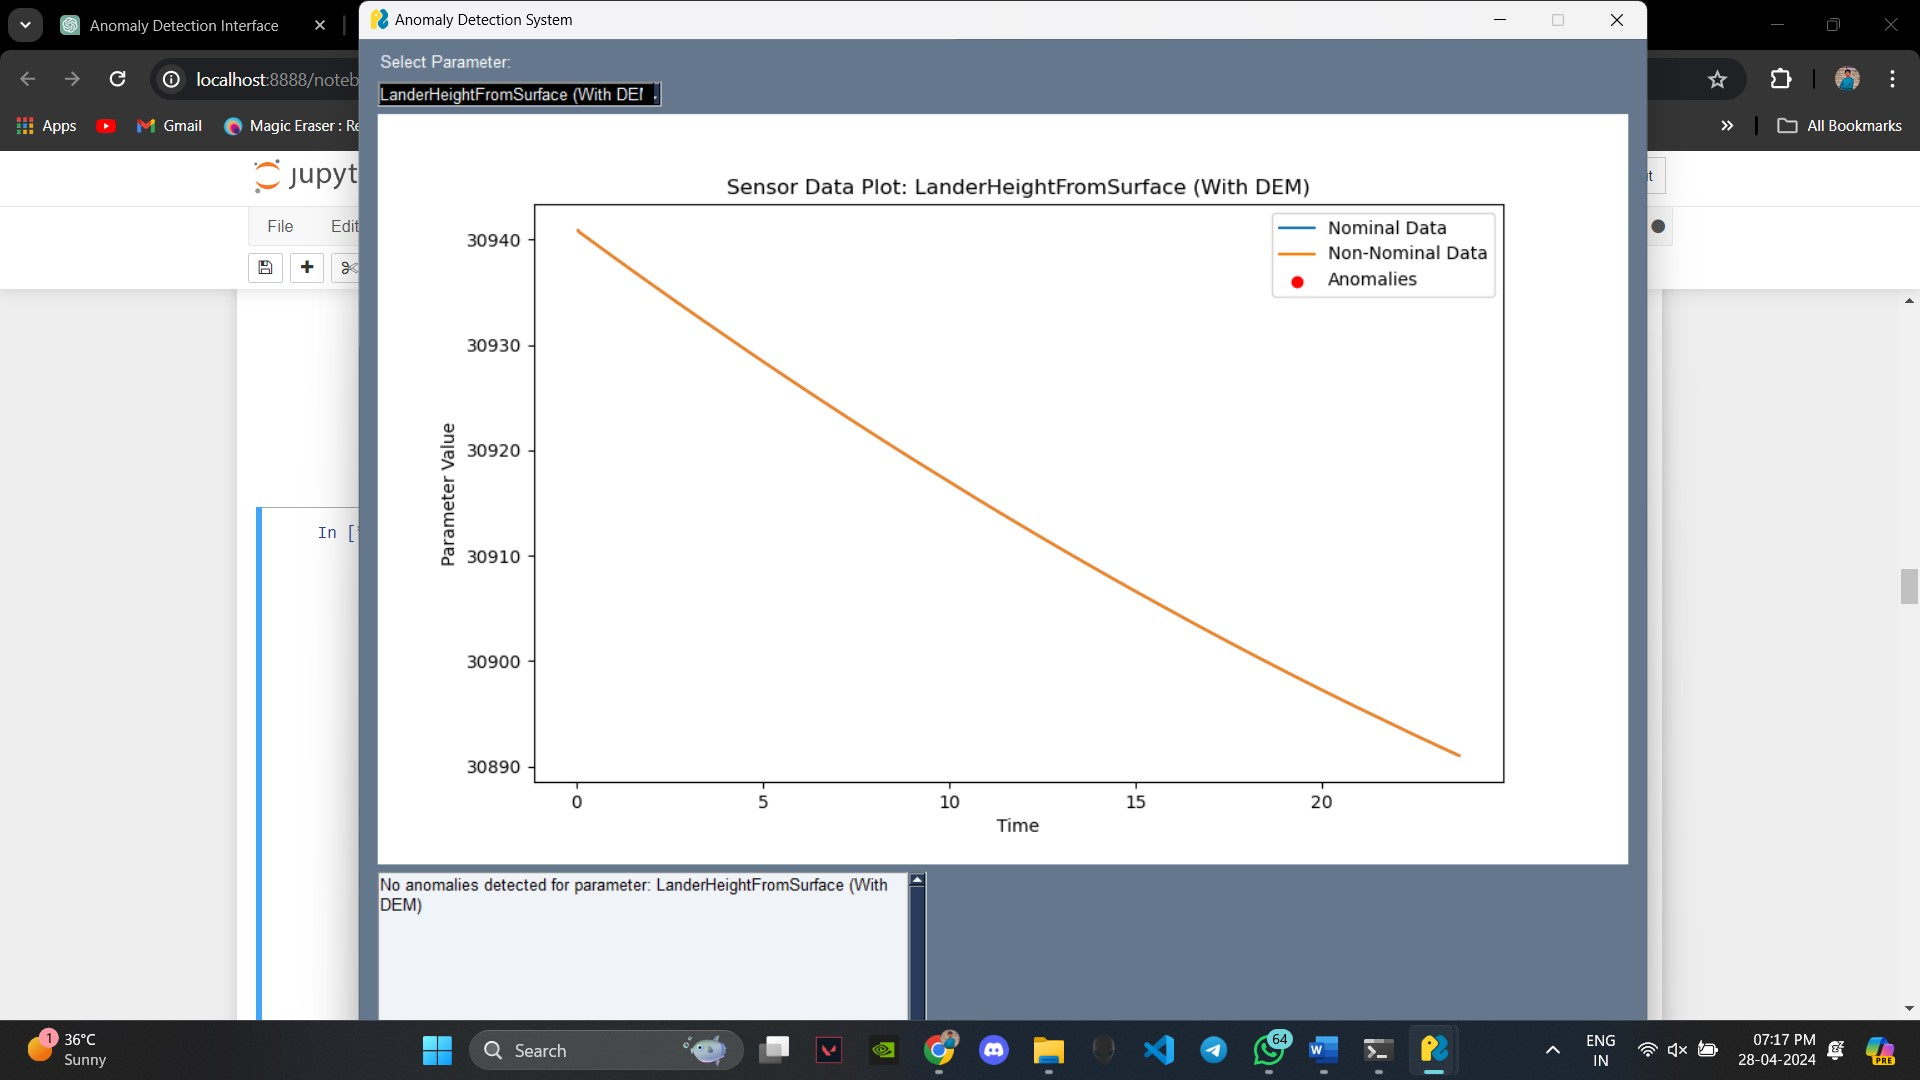 Anomaly Detection Interface
Anomaly Detection System
localhost:8888/noteb
Select Parameter:
LanderHeightFromSurface (With DEM
Apps
Gmail
Magic Eraser : Re
All Bookmarks
jupyt
File
Edit
In [*
Sensor Data Plot: LanderHeightFromSurface (With DEM)
Nominal Data
Non-Nominal Data
Anomalies
30940
30930
30920
30910
30900
30890
Parameter Value
0 5 10 15 20
Time
No anomalies detected for parameter: LanderHeightFromSurface (With
DEM)
1
36°C
Sunny
Search
64
ENG
IN
07:17 PM
28-04-2024
PRE